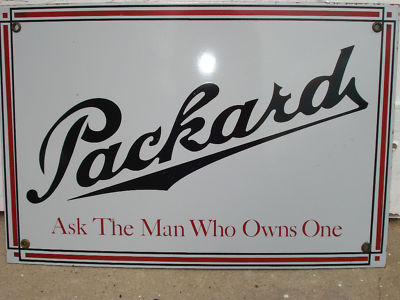 Packard
Ask The Man Who Owns One